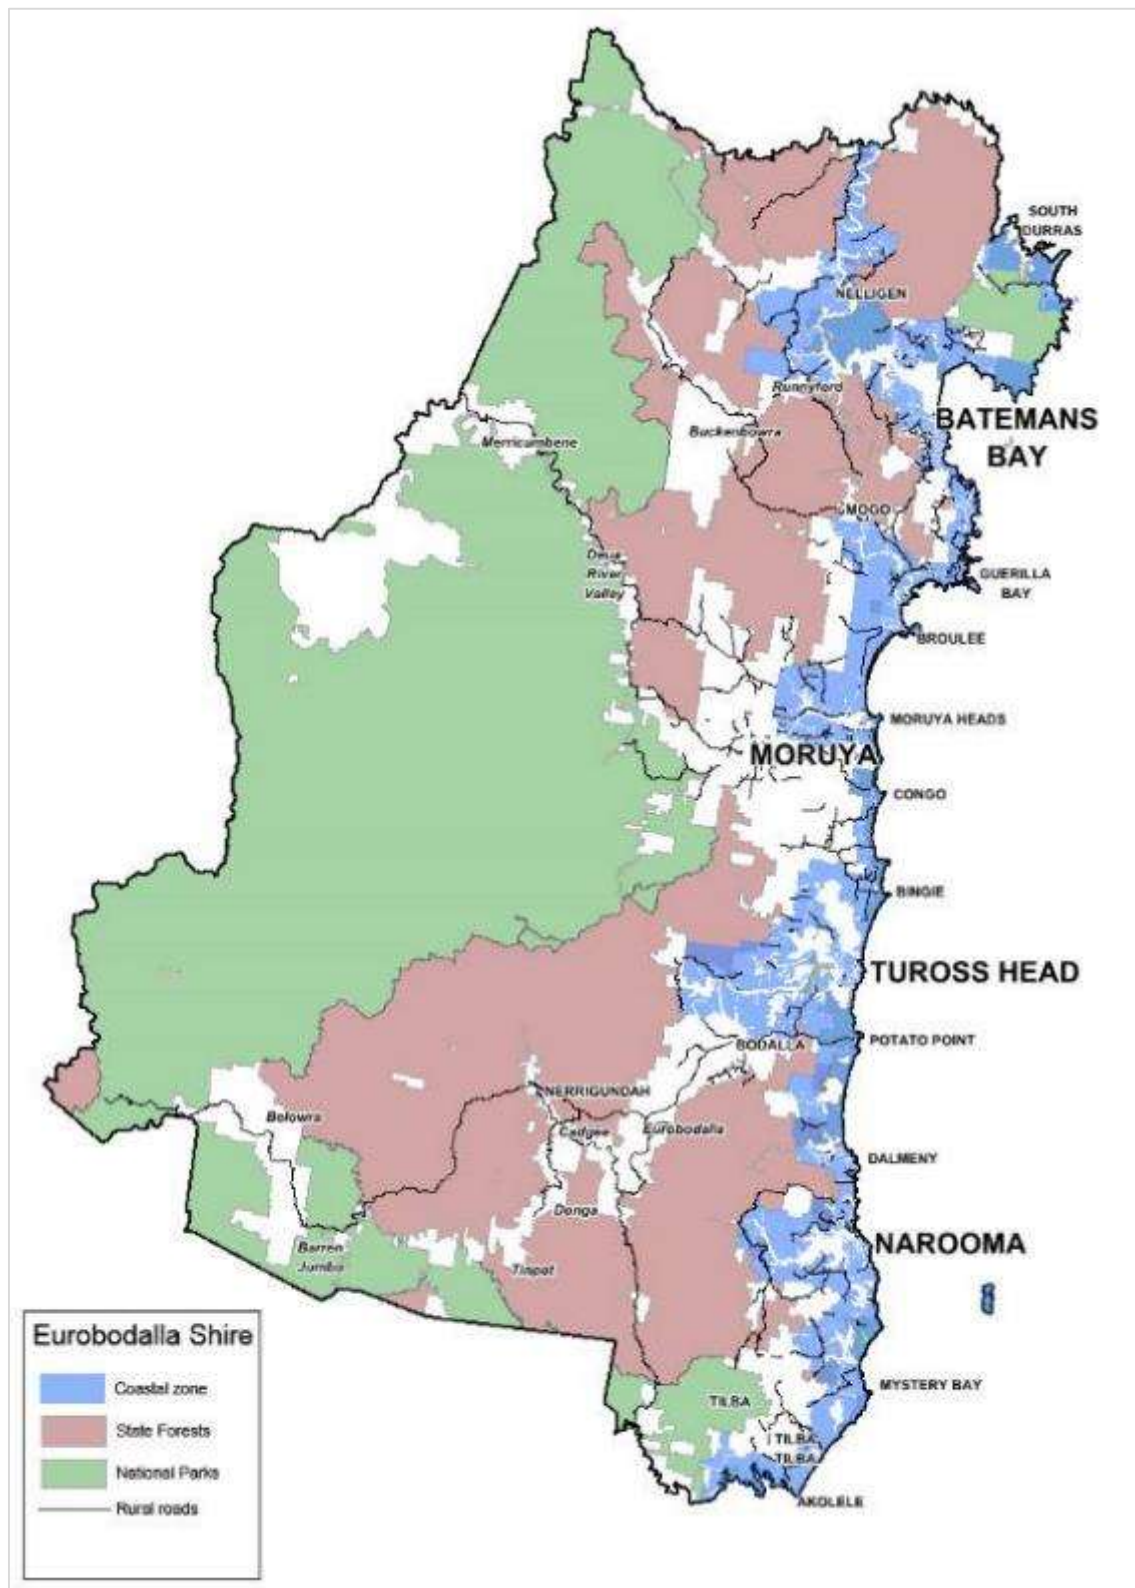 SOUTH
DURRAS
NELLIGEN
Runnyford
BATEMANS
BAY
Buckenbowra
Merricumbene
MOGO
Deua
River
Valley
GUERILLA
BAY
BROULEE
MORUYA HEADS
MORUYA
CONGO
BINGIE
TUROSS HEAD
BODALLA
POTATO POINT
NERRIGUNDAH
Belowra
Cadgee
Eurobodalla
DALMENY
Donga
NAROOMA
Barren
Jumbo
Tinpot
Eurobodalla Shire
Coastal zone
State Forests
National Parks
Rural roads
MYSTERY BAY
TILBA
TILBA
TILBA
AKOLELE